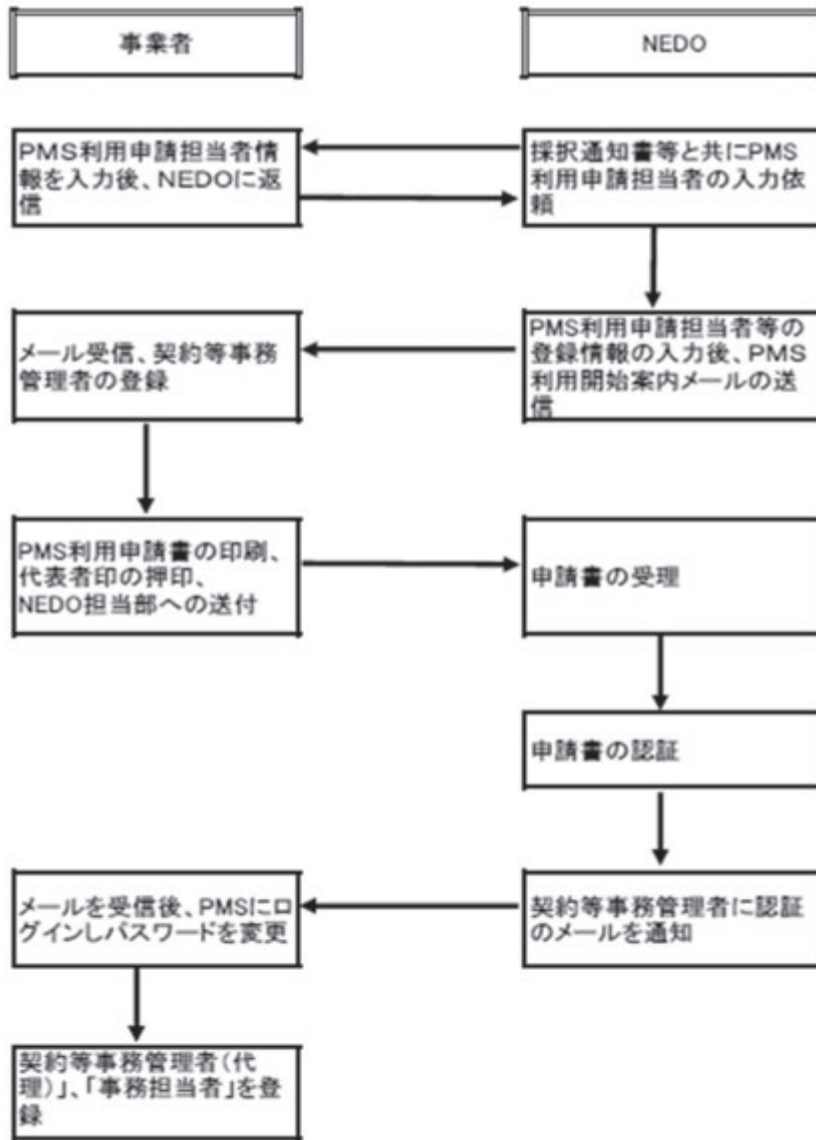 事業者
NEDO
PMS利用申請担当者情
報を入力後、NEDOに返
信
採択通知書等と共にPMS
利用申請担当者の入力依
頼
メール受信、契約等事務
管理者の登録
PMS利用申請担当者等の
登録情報の入力後、PMS
利用開始案内メールの送
信
PMS利用申請書の印刷、
代表者印の押印、
NEDO担当部への送付
申請書の受理
申請書の認証
メールを受信後、PMSにロ
グインしパスワードを変更
契約等事務管理者に認証
のメールを通知
契約等事務管理者(代
理)」、「事務担当者」を登
録